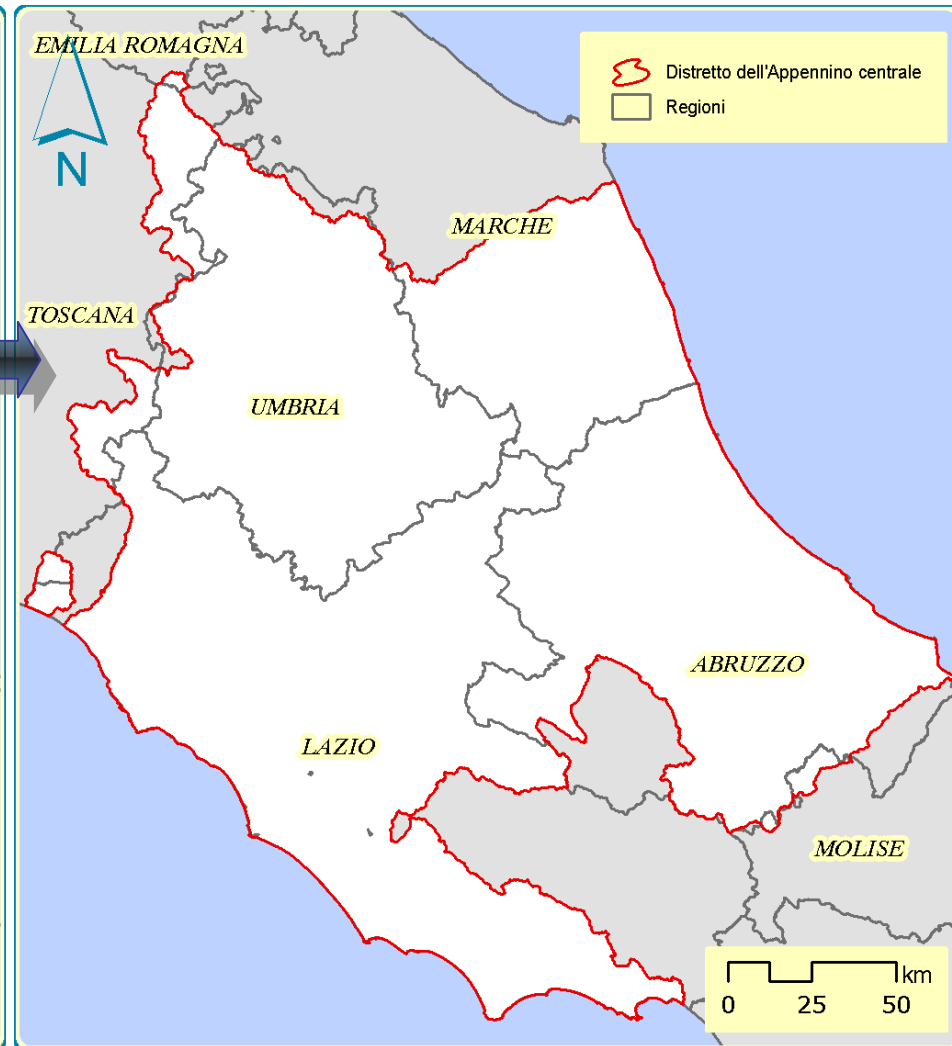 EMILIA ROMAGNA
Distretto dell'Appennino centrale
Regioni
N
MARCHE
TOSCANA
UMBRIA
ABRUZZO
LAZIO
MOLISE
km
0 25 50